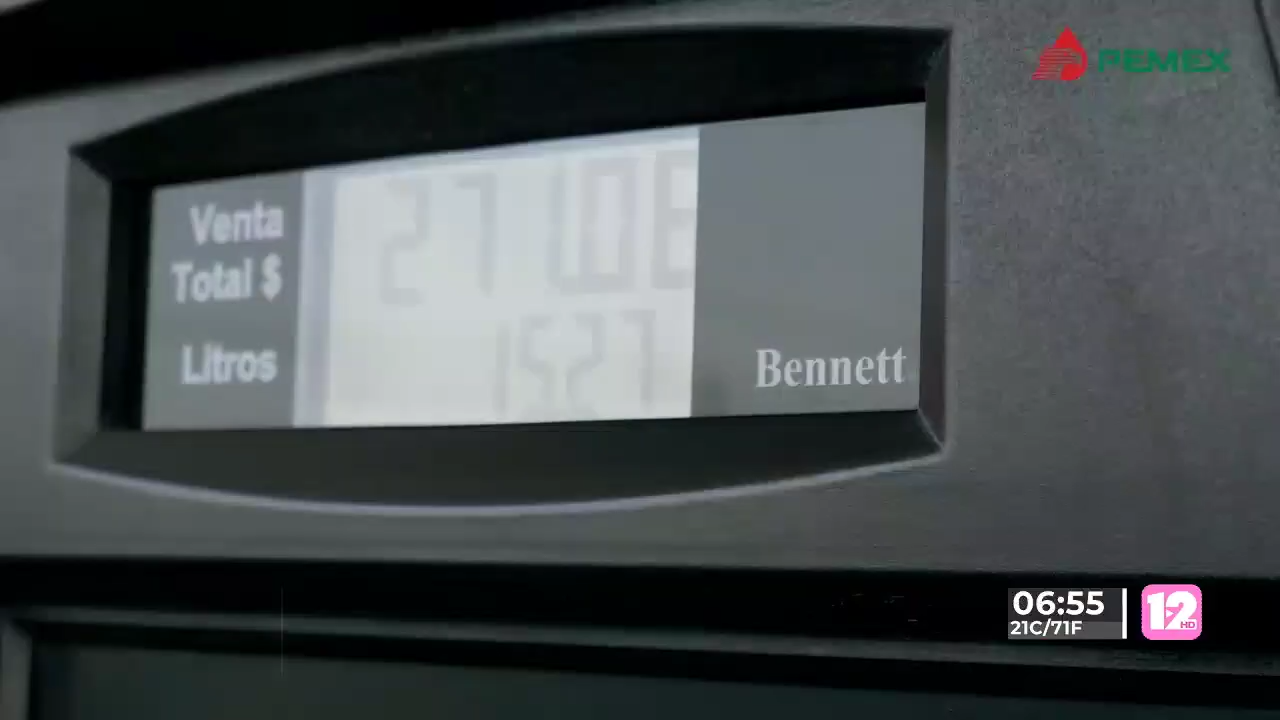 PEMEX
Venta
Total $
Litros
Bennett
06:55
21C/71F
12
HD